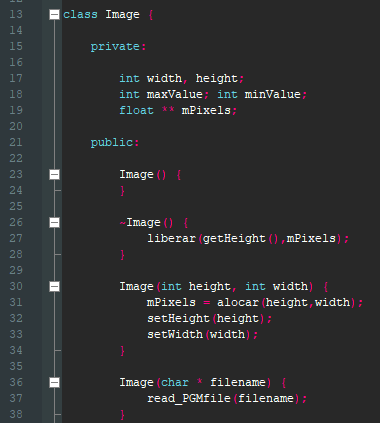 13 class Image {
14
15 private:
16
17 int width, height;
18 int maxValue; int minValue;
19 float ** mPixels;
20
21 public:
22
23 Image() {
24 }
25
26 ~Image() {
27 liberar(getHeight(),mPixels);
28 }
29
30 Image(int height, int width) {
31 mPixels = alocar(height,width);
32 setHeight(height);
33 setWidth(width);
34 }
35
36 Image(char * filename) {
37 read_PGMfile(filename);
38 }